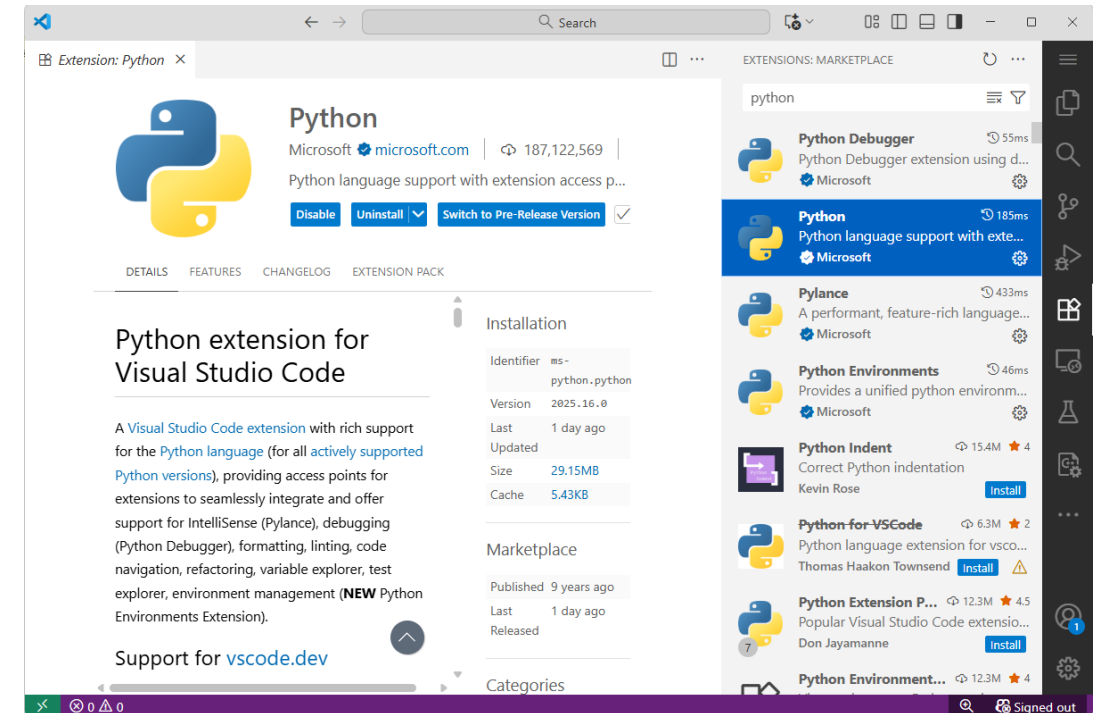 Search
Extension: Python
Python
Microsoft microsoft.com 187,122,569
Python language support with extension access p...
Disable Uninstall Switch to Pre-Release Version
DETAILS FEATURES CHANGELOG EXTENSION PACK
Python extension for
Visual Studio Code
A Visual Studio Code extension with rich support
for the Python language (for all actively supported
Python versions), providing access points for
extensions to seamlessly integrate and offer
support for IntelliSense (Pylance), debugging
(Python Debugger), formatting, linting, code
navigation, refactoring, variable explorer, test
explorer, environment management (NEW Python
Environments Extension).
Support for vscode.dev
Installation
Identifier ms-
python.python
Version 2025.16.0
Last 1 day ago
Updated
Size 29.15MB
Cache 5.43KB
Marketplace
Published 9 years ago
Last 1 day ago
Released
Categories
EXTENSIONS: MARKETPLACE
python
Python Debugger 55ms
Python Debugger extension using d...
Microsoft
Python 185ms
Python language support with exte...
Microsoft
Pylance 433ms
A performant, feature-rich language...
Microsoft
Python Environments 46ms
Provides a unified python environm...
Microsoft
Python Indent 15.4M 4
Correct Python indentation
Kevin Rose Install
Python for VSCode 6.3M 2
Python language extension for vsco...
Thomas Haakon Townsend Install
Python Extension P... 12.3M 4.5
Popular Visual Studio Code extensio...
7 Don Jayamanne Install
Python Environment... 12.3M 4
1
0 0
Signed out